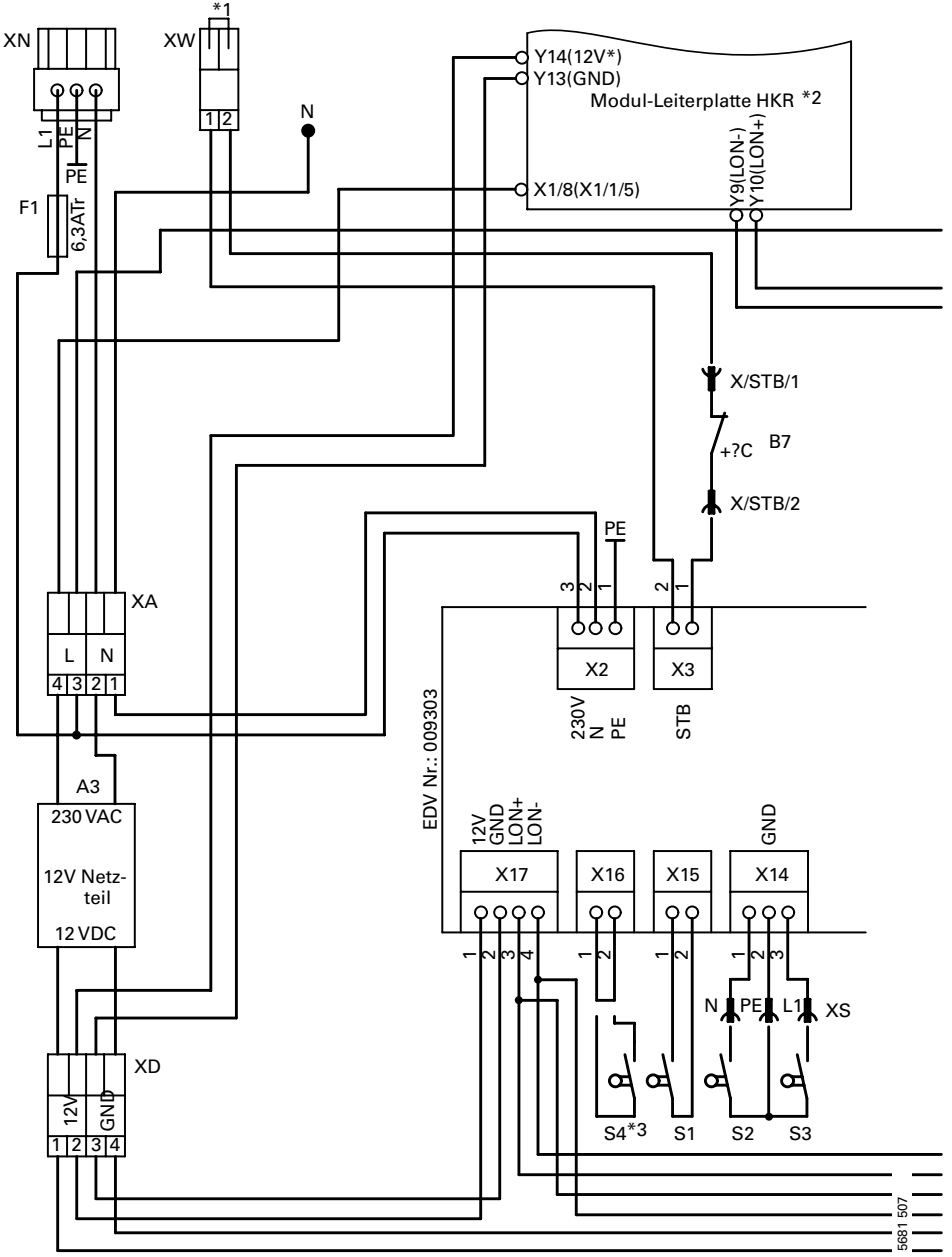 *1
XN
XW
1 2
L1
PE
N
PE
F1
6,3ATr
N
Y14(12V*)
Y13(GND)
Modul-Leiterplatte HKR *2
X1/8(X1/1/5)
Y9(LON-)
Y10(LON+)
X/STB/1
+?C B7
X/STB/2
PE
3
2
1
2
1
XA
L N
4 3 2 1
X2
X3
230V
N
PE
STB
EDV Nr.: 009303
A3
230 VAC
12V Netz-
teil
12 VDC
12V
GND
LON+
LON-
GND
X17
X16
X15
X14
1
2
3
4
1
2
1
2
1
2
3
N PE L1 XS
XD
12V
GND
1 2 3 4
S4*3 S1 S2 S3
5681 507